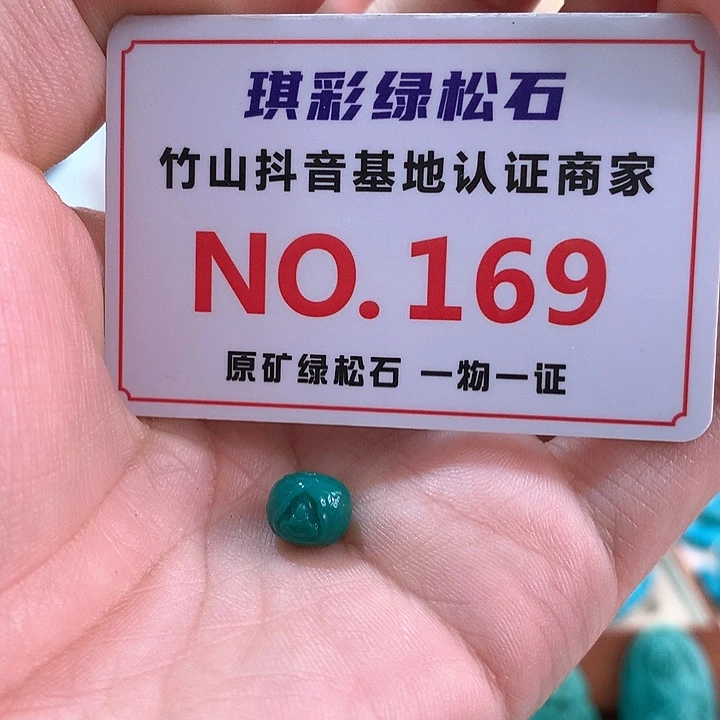 琪彩绿松石
竹山抖音基地认证商家
NO.169
原矿绿松石 一物一证